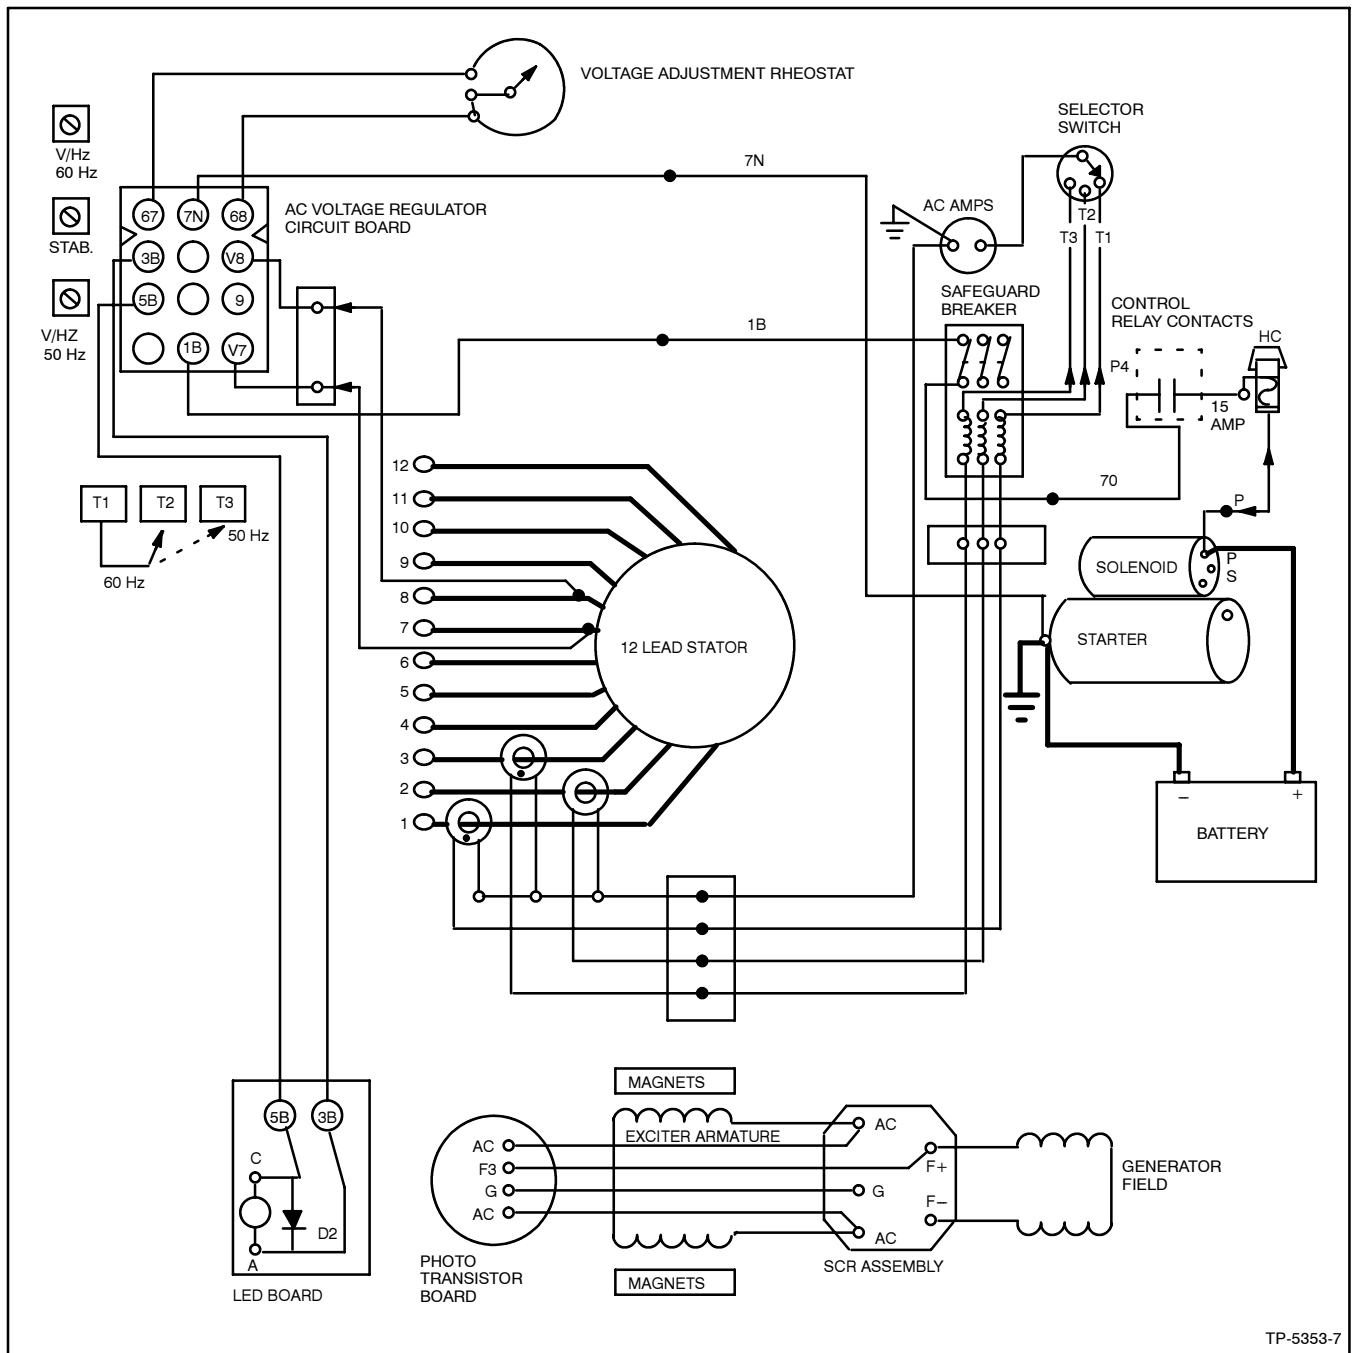 VOLTAGE ADJUSTMENT RHEOSTAT
V/Hz
60 Hz
STAB.
V/HZ
50 Hz
67
7N
68
3B
V8
5B
9
1B
V7
AC VOLTAGE REGULATOR
CIRCUIT BOARD
7N
1B
SELECTOR
SWITCH
T2
T3
T1
AC AMPS
SAFEGUARD
BREAKER
CONTROL
RELAY CONTACTS
HC
P4
15
AMP
70
P
T1
T2
T3
50 Hz
60 Hz
12
11
10
9
8
7
6
5
4
3
2
1
12 LEAD STATOR
SOLENOID
P
S
STARTER
–
+
BATTERY
5B
3B
C
D2
A
LED BOARD
AC
F3
G
AC
PHOTO
TRANSISTOR
BOARD
MAGNETS
EXCITER ARMATURE
MAGNETS
AC
F+
G
F–
AC
SCR ASSEMBLY
GENERATOR
FIELD
TP-5353-7